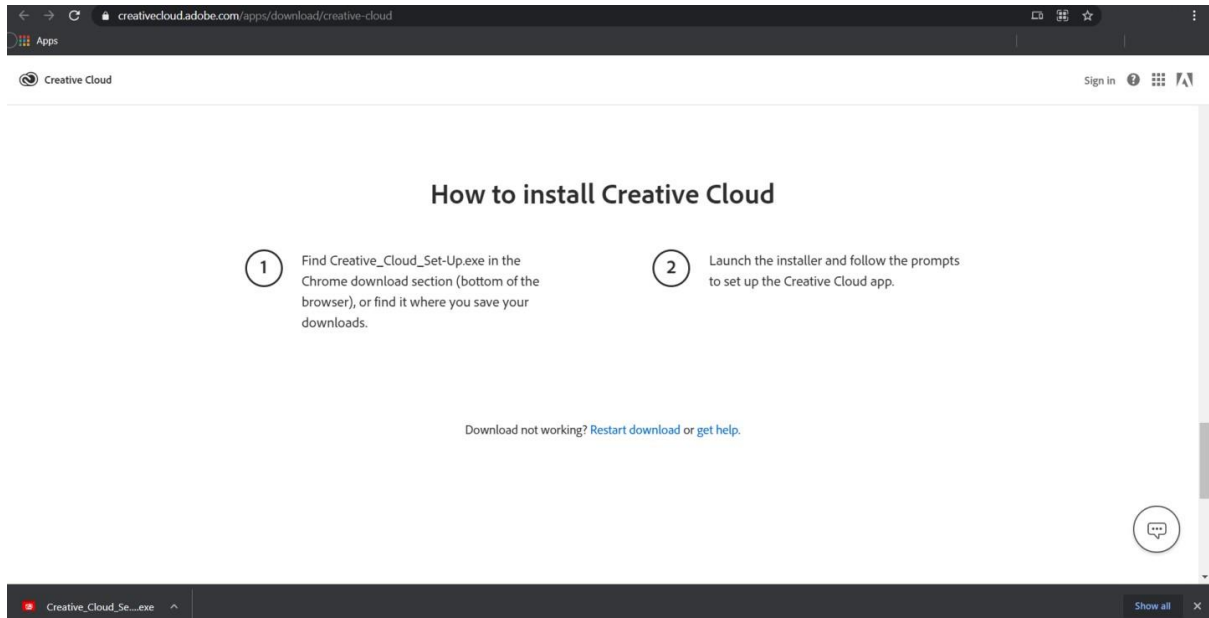 creativecloud.adobe.com/apps/download/creative-cloud
Apps
Creative Cloud
Sign in
How to install Creative Cloud
1
Find Creative_Cloud_Set-Up.exe in the
Chrome download section (bottom of the
browser), or find it where you save your
downloads.
2
Launch the installer and follow the prompts
to set up the Creative Cloud app.
Download not working? Restart download or get help.
Creative_Cloud_Se....exe
Show all